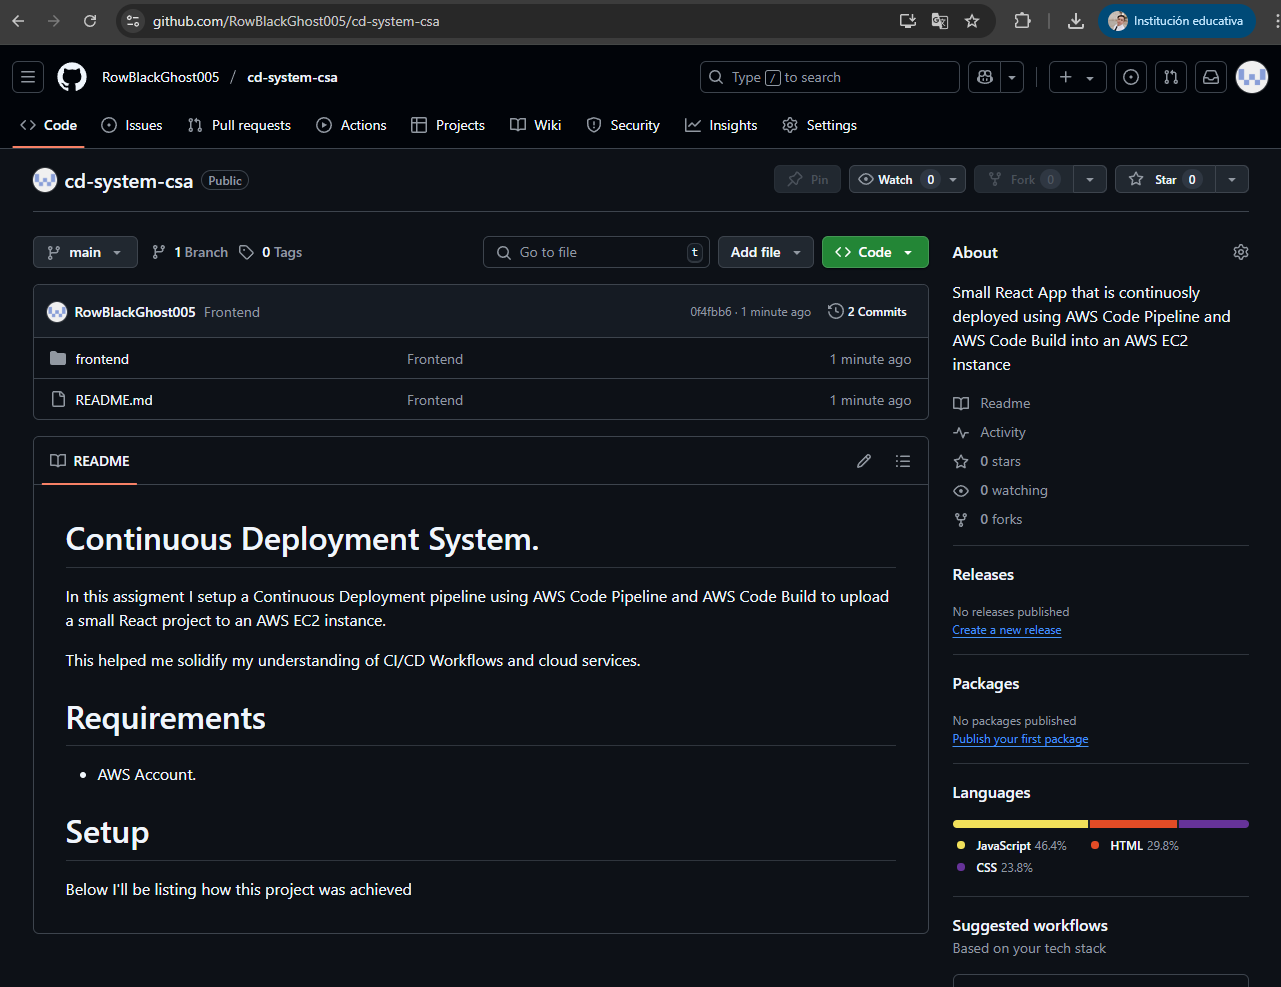 github.com/RowBlackGhost005/cd-system-csa
Institución educativa
RowBlackGhost005 / cd-system-csa
Type / to search
Code
Issues
Pull requests
Actions
Projects
Wiki
Security
Insights
Settings
cd-system-csa Public
Pin
Watch 0
Fork 0
Star 0
main
1 Branch
0 Tags
Go to file t
Add file
Code
RowBlackGhost005 Frontend
0f4fbb6 · 1 minute ago
2 Commits
frontend Frontend 1 minute ago
README.md Frontend 1 minute ago
README
Continuous Deployment System.
In this assigment I setup a Continuous Deployment pipeline using AWS Code Pipeline and AWS Code Build to upload
a small React project to an AWS EC2 instance.
This helped me solidify my understanding of CI/CD Workflows and cloud services.
Requirements
• AWS Account.
Setup
Below I'll be listing how this project was achieved
About
Small React App that is continuosly
deployed using AWS Code Pipeline and
AWS Code Build into an AWS EC2
instance
Readme
Activity
0 stars
0 watching
0 forks
Releases
No releases published
Create a new release
Packages
No packages published
Publish your first package
Languages
JavaScript 46.4% HTML 29.8%
CSS 23.8%
Suggested workflows
Based on your tech stack